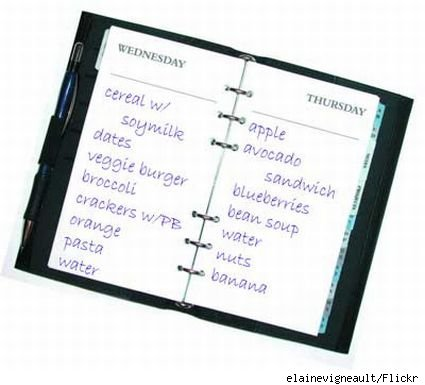 WEDNESDAY
cereal w/
soymilk
dates
veggie burger
broccoli
crackers w/PB
orange
pasta
water
THURSDAY
apple
avocado
sandwich
blueberries
bean soup
water
nuts
banana
elainevigneault/Flickr